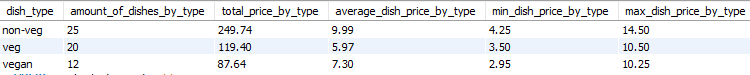 dish_type amount_of_dishes_by_type total_price_by_type average_dish_price_by_type min_dish_price_by_type max_dish_price_by_type
non-veg 25 249.74 9.99 4.25 14.50
veg 20 119.40 5.97 3.50 10.50
vegan 12 87.64 7.30 2.95 10.25